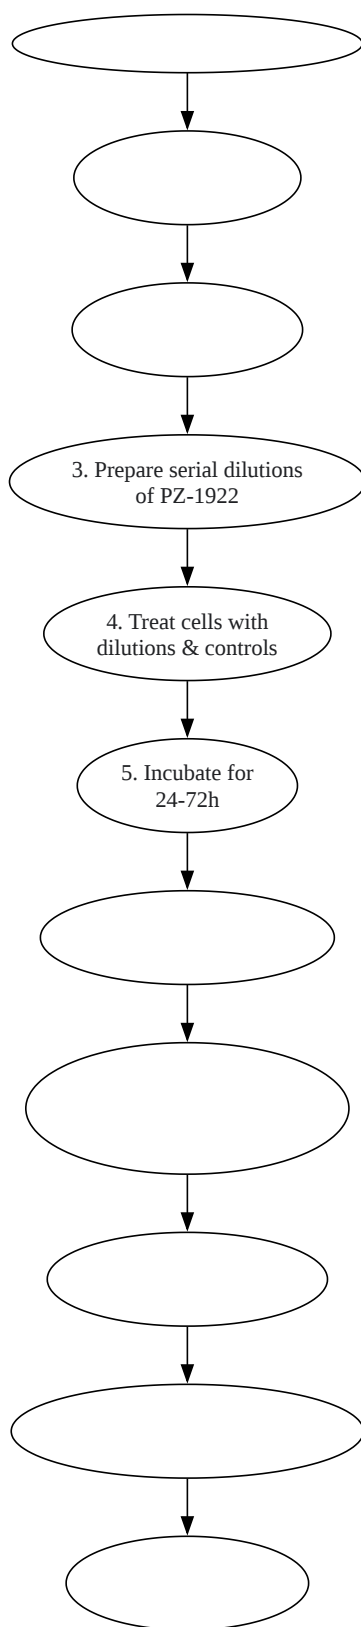 3. Prepare serial dilutions
of PZ-1922
4. Treat cells with
dilutions & controls
5. Incubate for
24-72h